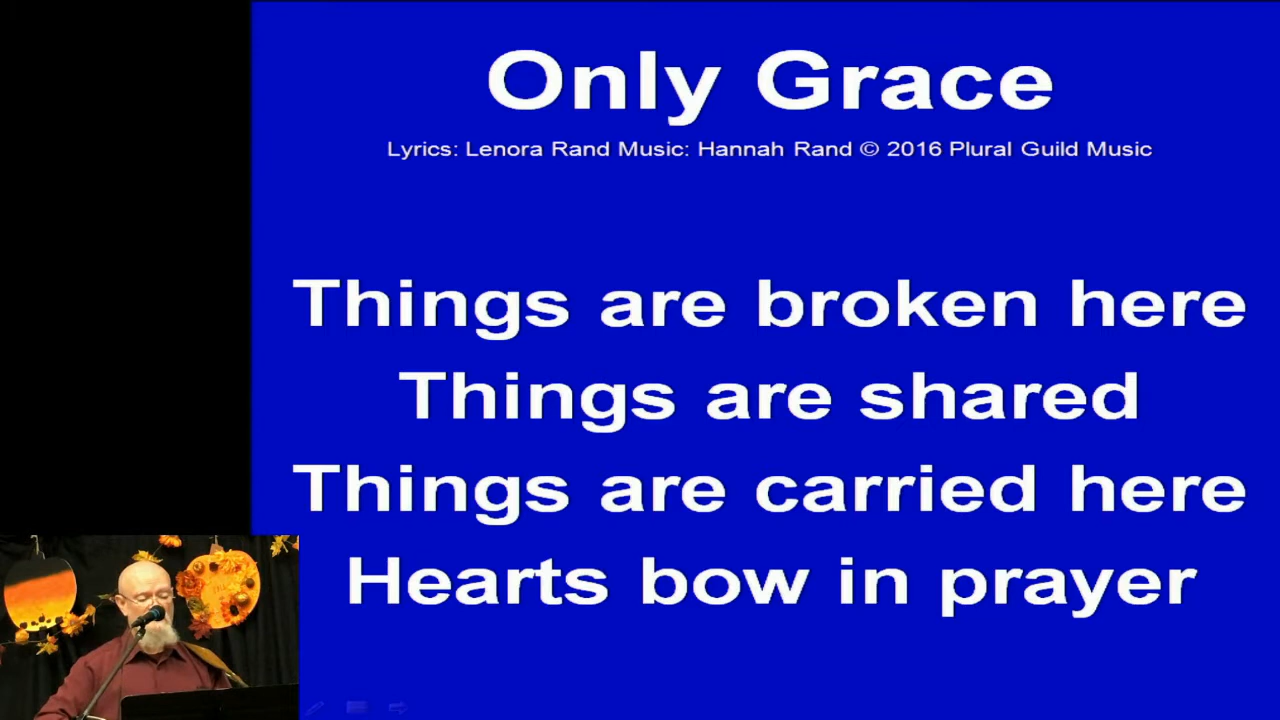 Only Grace
Lyrics: Lenora Rand Music: Hannah Rand © 2016 Plural Guild Music
Things are broken here
Things are shared
Things are carried here
Hearts bow in prayer